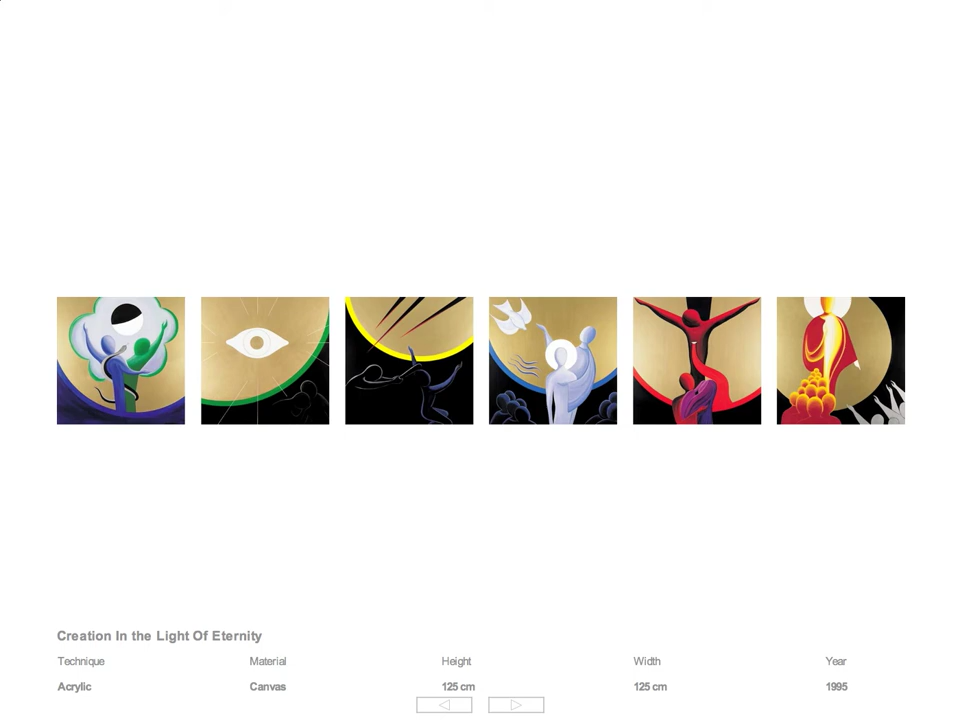 Creation In the Light Of Eternity
Technique Material Height Width Year
Acrylic Canvas 125 cm 125 cm 1995